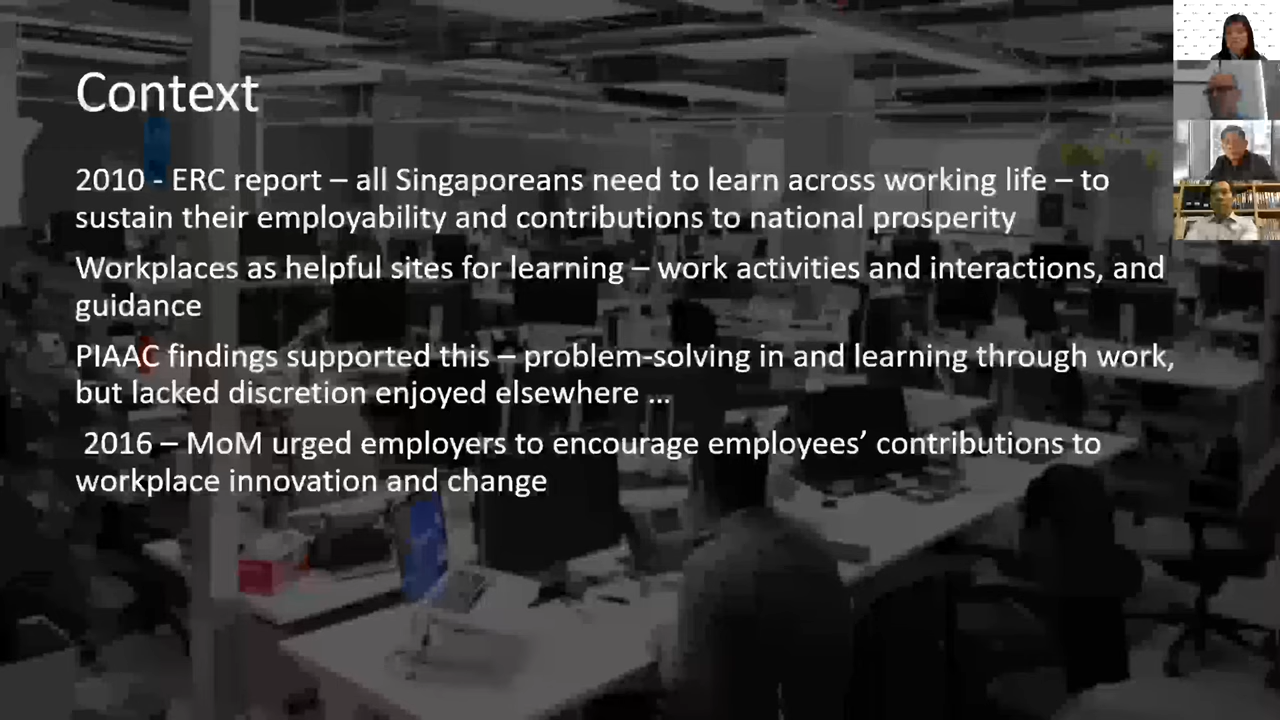 Context
2010 - ERC report – all Singaporeans need to learn across working life – to
sustain their employability and contributions to national prosperity
Workplaces as helpful sites for learning – work activities and interactions, and
guidance
PIAAC findings supported this – problem-solving in and learning through work,
but lacked discretion enjoyed elsewhere ...
2016 – MoM urged employers to encourage employees’ contributions to
workplace innovation and change